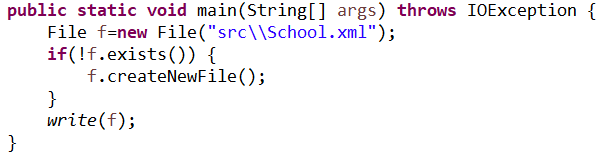 public static void main(String[] args) throws IOException {
    File f=new File("src\\School.xml");
    if(!f.exists()) {
        f.createNewFile();
    }
    write(f);
}